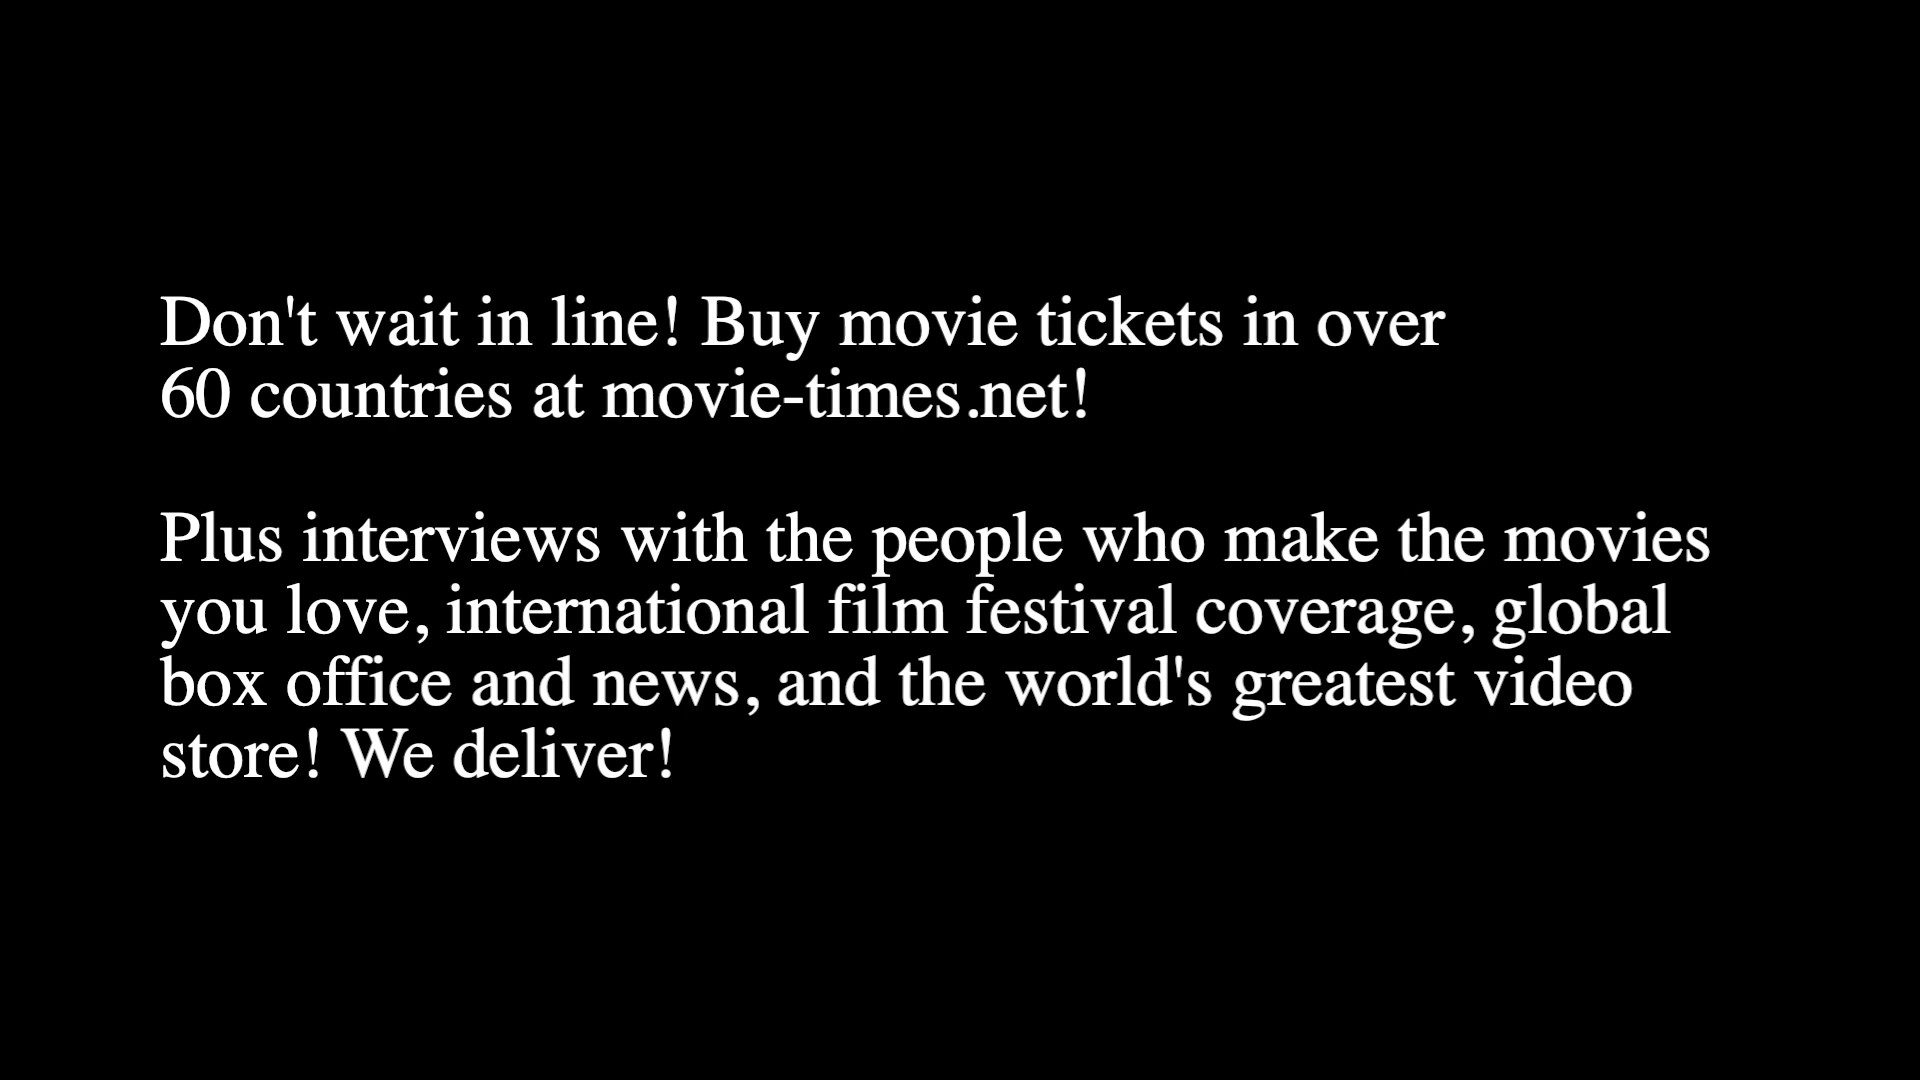 Don't wait in line! Buy movie tickets in over
60 countries at movie-times.net!
Plus interviews with the people who make the movies
you love, international film festival coverage, global
box office and news, and the world's greatest video
store! We deliver!